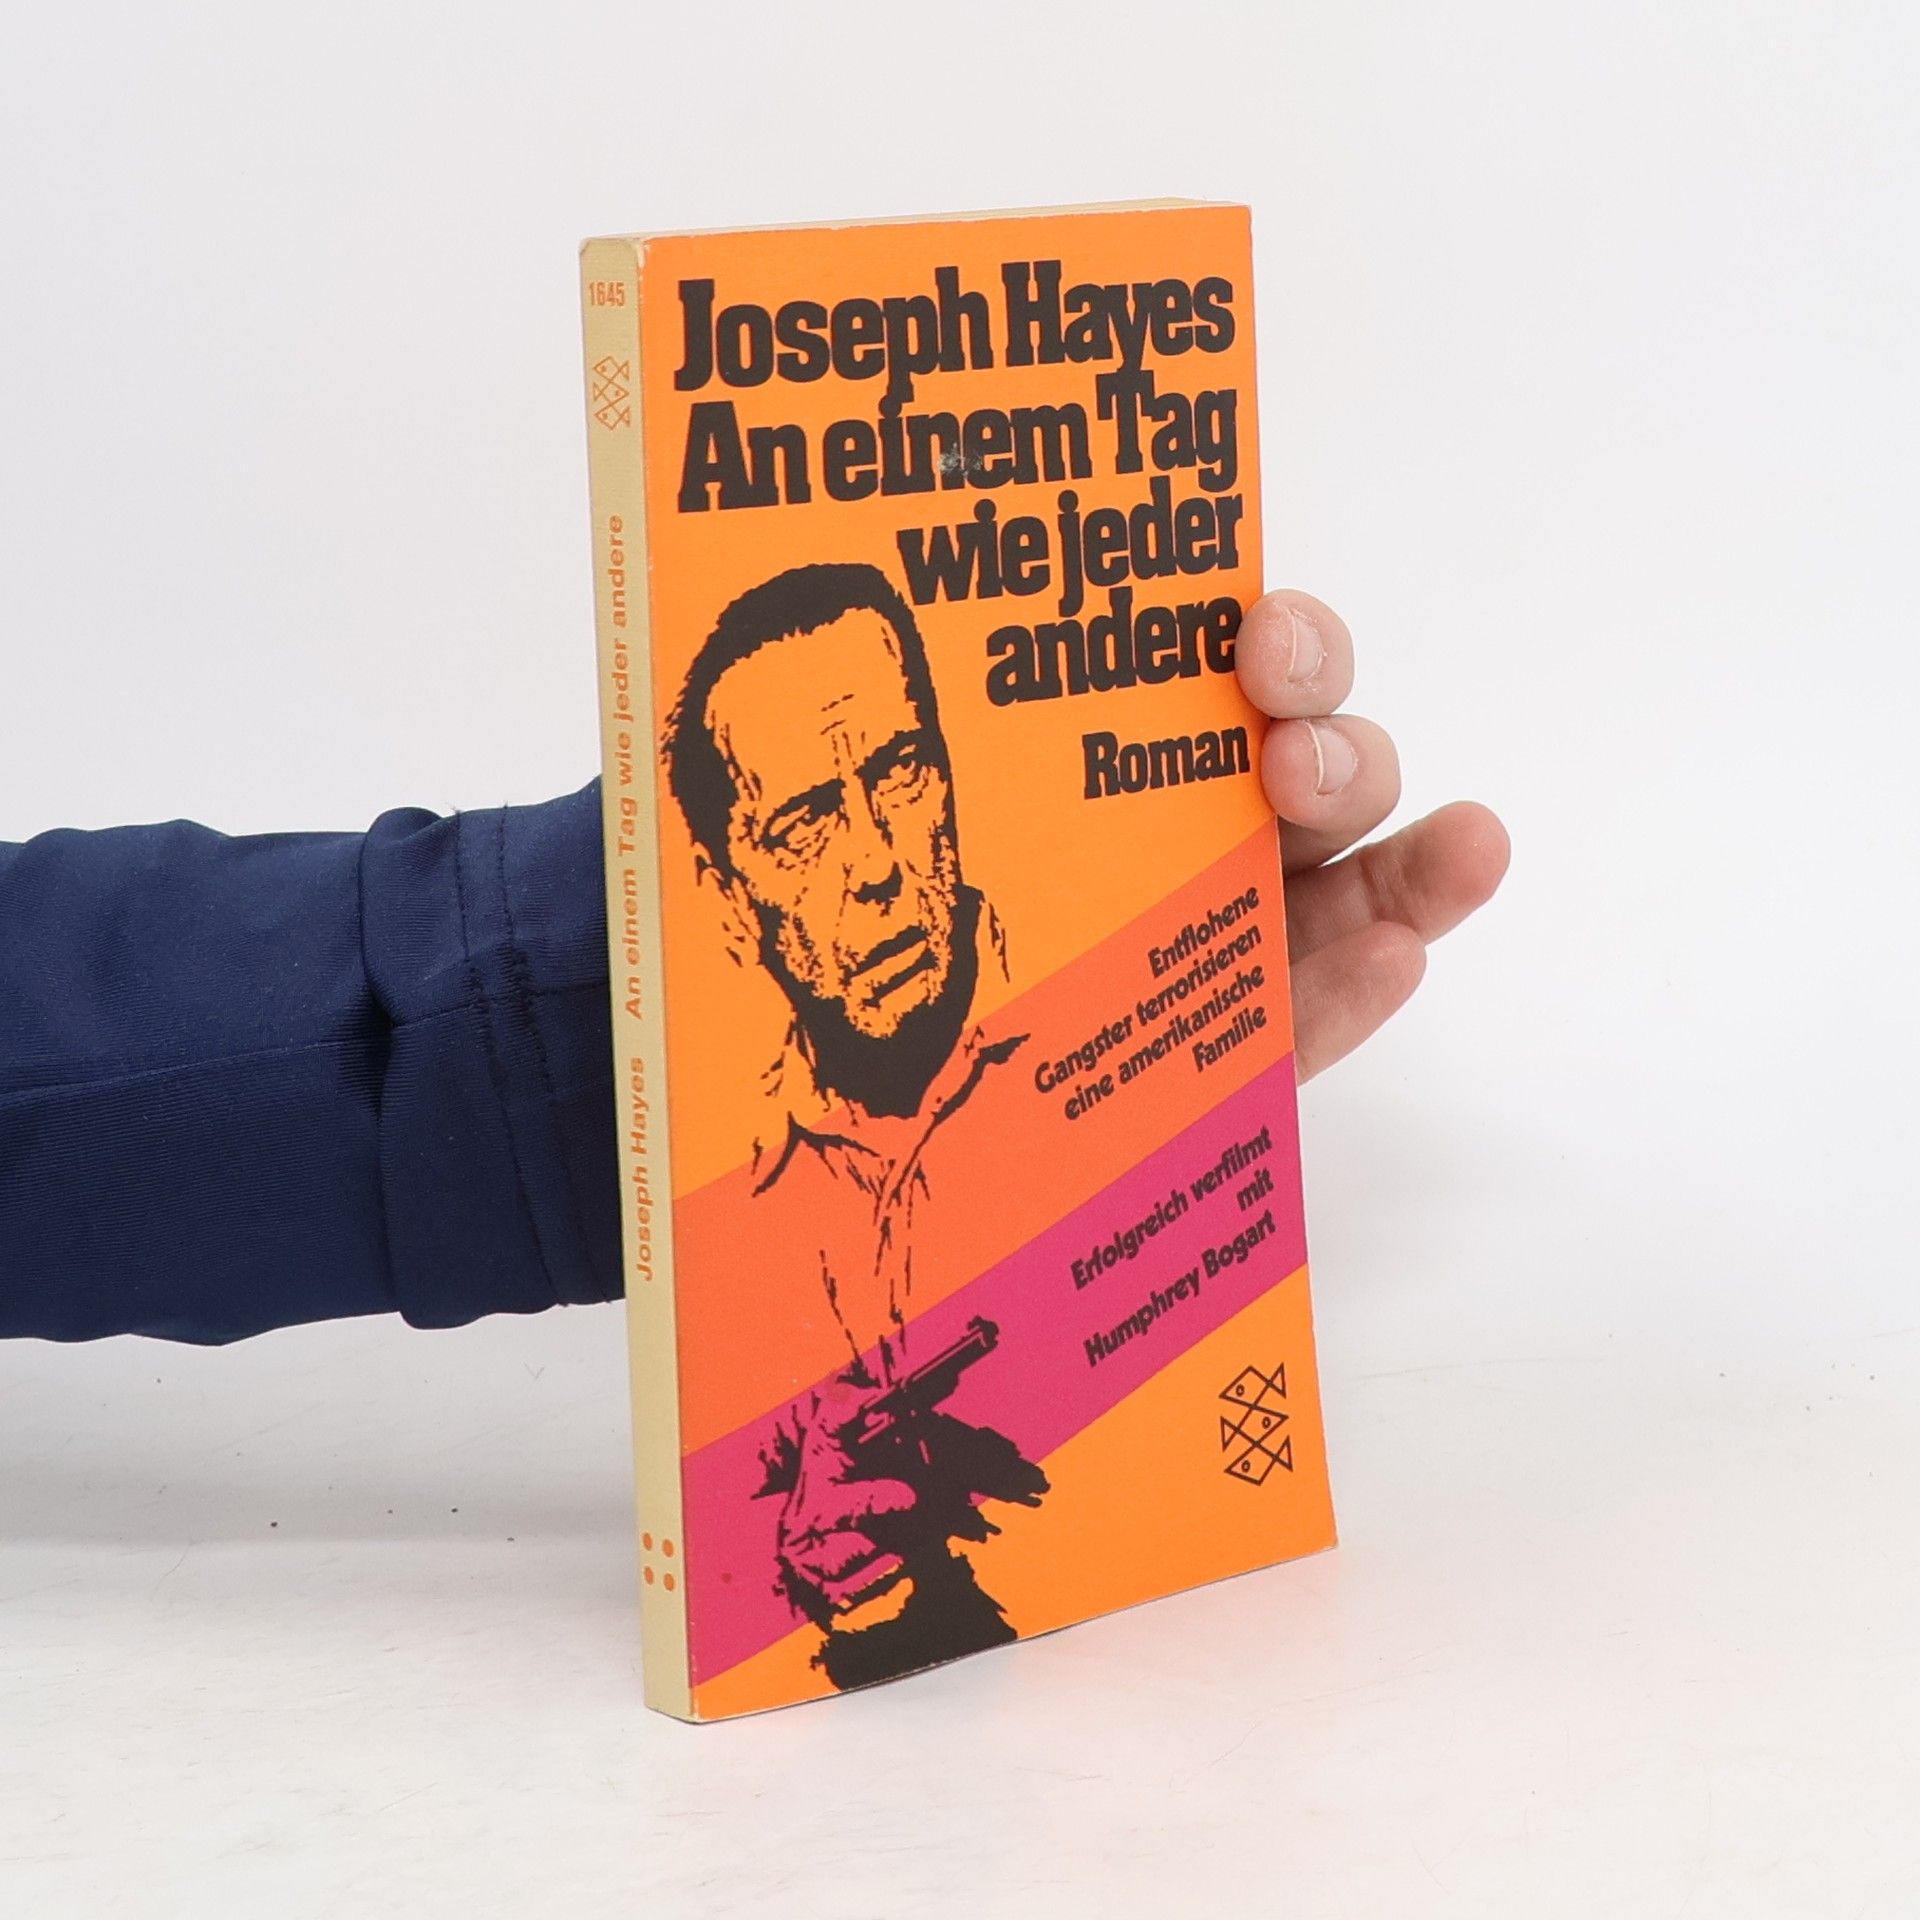 Joseph Hayes
An einem Tag
wie jeder
andere
Roman
Entflohene
Gangster terrorisieren
eine amerikanische
Familie
Erfolgreich verfilmt
mit
Humphrey Bogart
1645
Joseph Hayes An einem Tag wie jeder andere